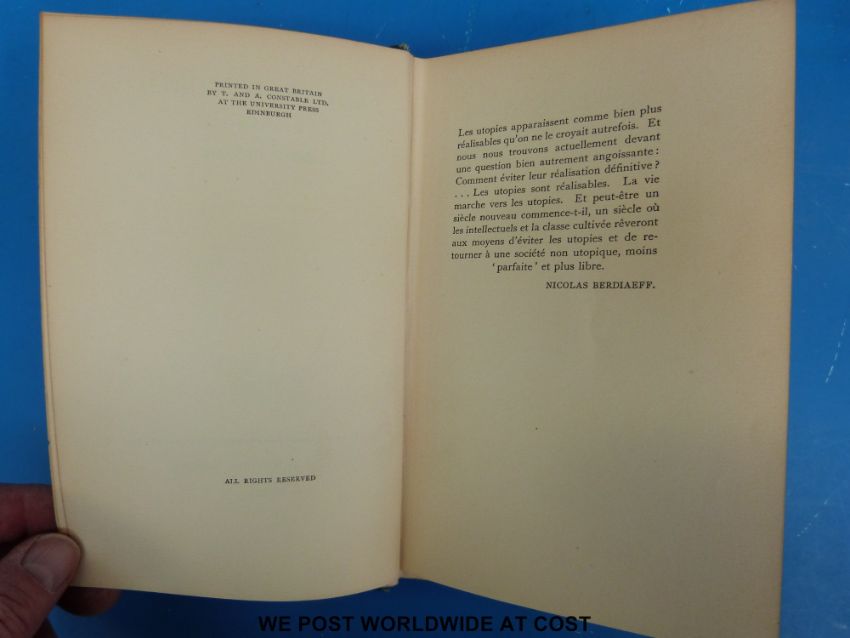 PRINTED IN GREAT BRITAIN
BY T. AND A. CONSTABLE LTD.
AT THE UNIVERSITY PRESS
EDINBURGH
ALL RIGHTS RESERVED
Les utopies apparaissent comme bien plus
réalisables qu'on ne le croyait autrefois. Et
nous nous trouvons actuellement devant
une question bien autrement angoissante :
Comment éviter leur réalisation définitive ?
. . . Les utopies sont réalisables. La vie
marche vers les utopies. Et peut-être un
siècle nouveau commence-t-il, un siècle où
les intellectuels et la classe cultivée rêveront
aux moyens d'éviter les utopies et de re-
tourner à une société non utopique, moins
'parfaite' et plus libre.
NICOLAS BERDIAEFF.
WE POST WORLDWIDE AT COST